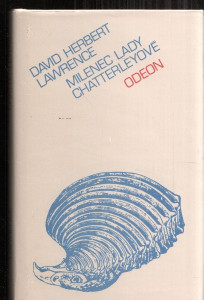 DAVID HERBERT
LAWRENCE
MILENEC LADY
CHATTERLEYOVÉ
ODEON